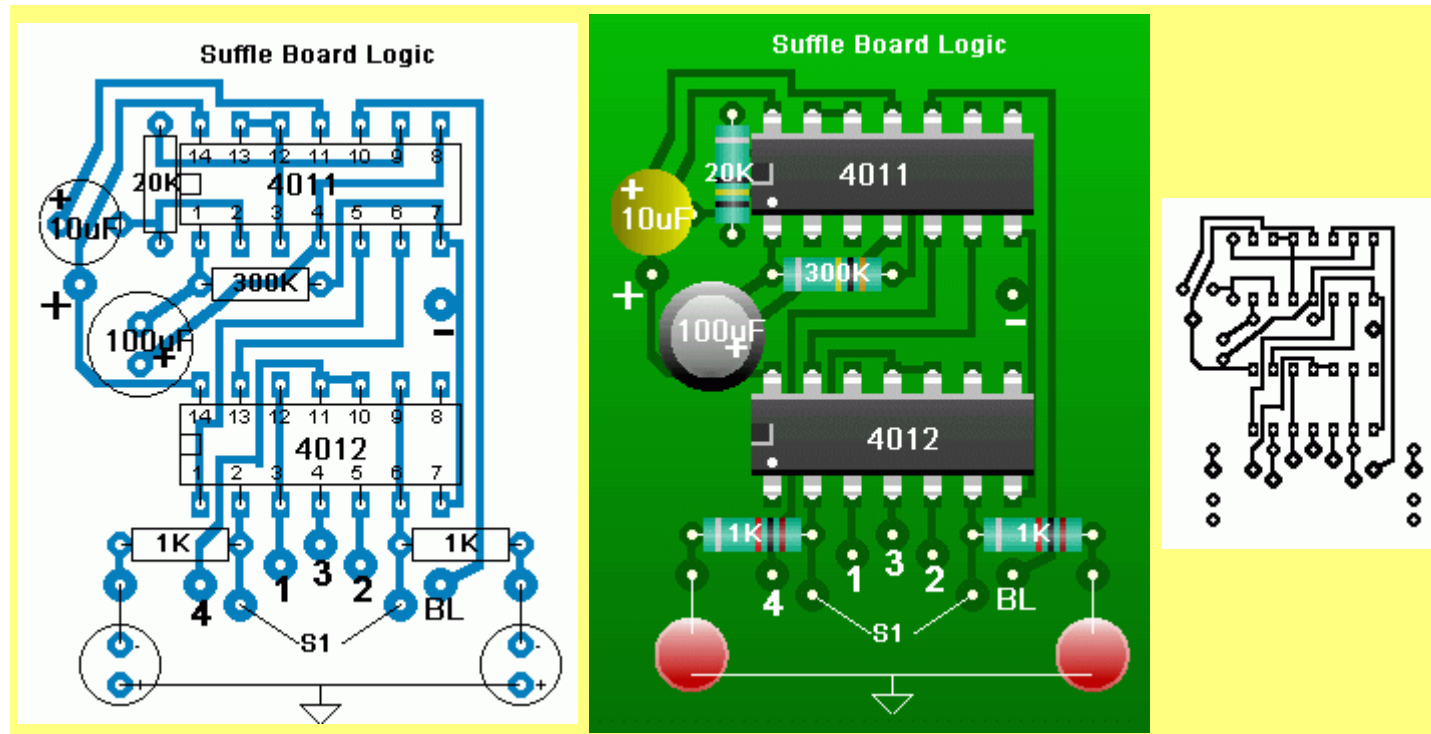 Suffle Board Logic
14 13 12 11 10 9 8
20K
4011
+
10uF
1 2 3 4 5 6 7
300K
+
-
100µF
+
14 13 12 11 10 9 8
4012
1 2 3 4 5 6 7
1K
1K
1 3 2
4
BL
S1
- -
+ +
Suffle Board Logic
20K
4011
+
10uF
300K
+
-
100µF
+
4012
1K
1K
1 3 2
4
BL
S1